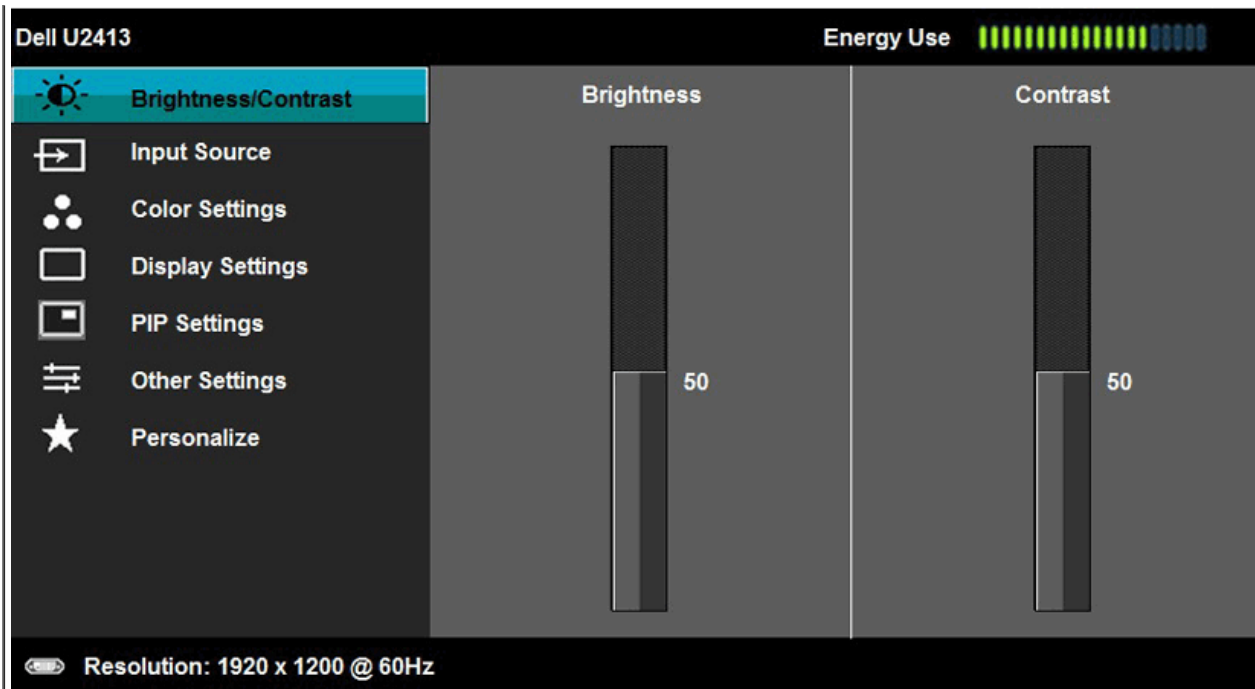 Dell U2413
Energy Use
Brightness/Contrast
Input Source
Color Settings
Display Settings
PIP Settings
Other Settings
Personalize
Brightness
50
Contrast
50
Resolution: 1920 x 1200 @ 60Hz